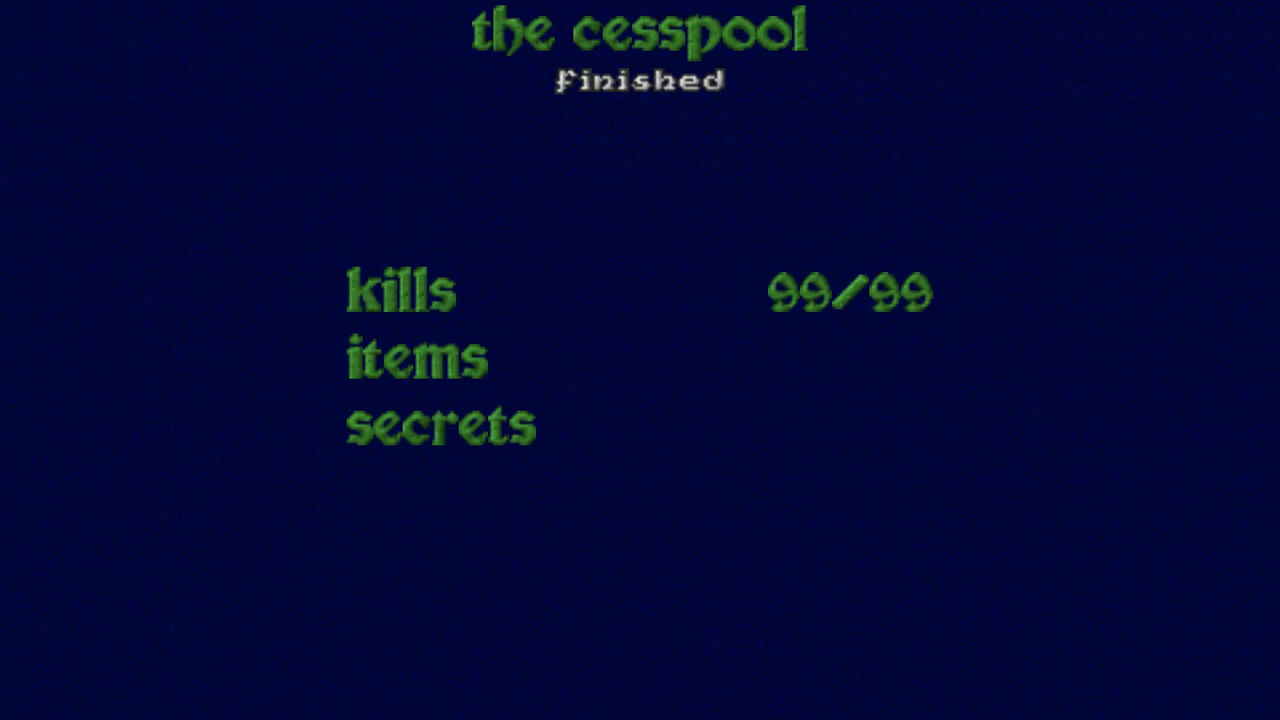 the cesspool
finished
kills 99/99
items
secrets